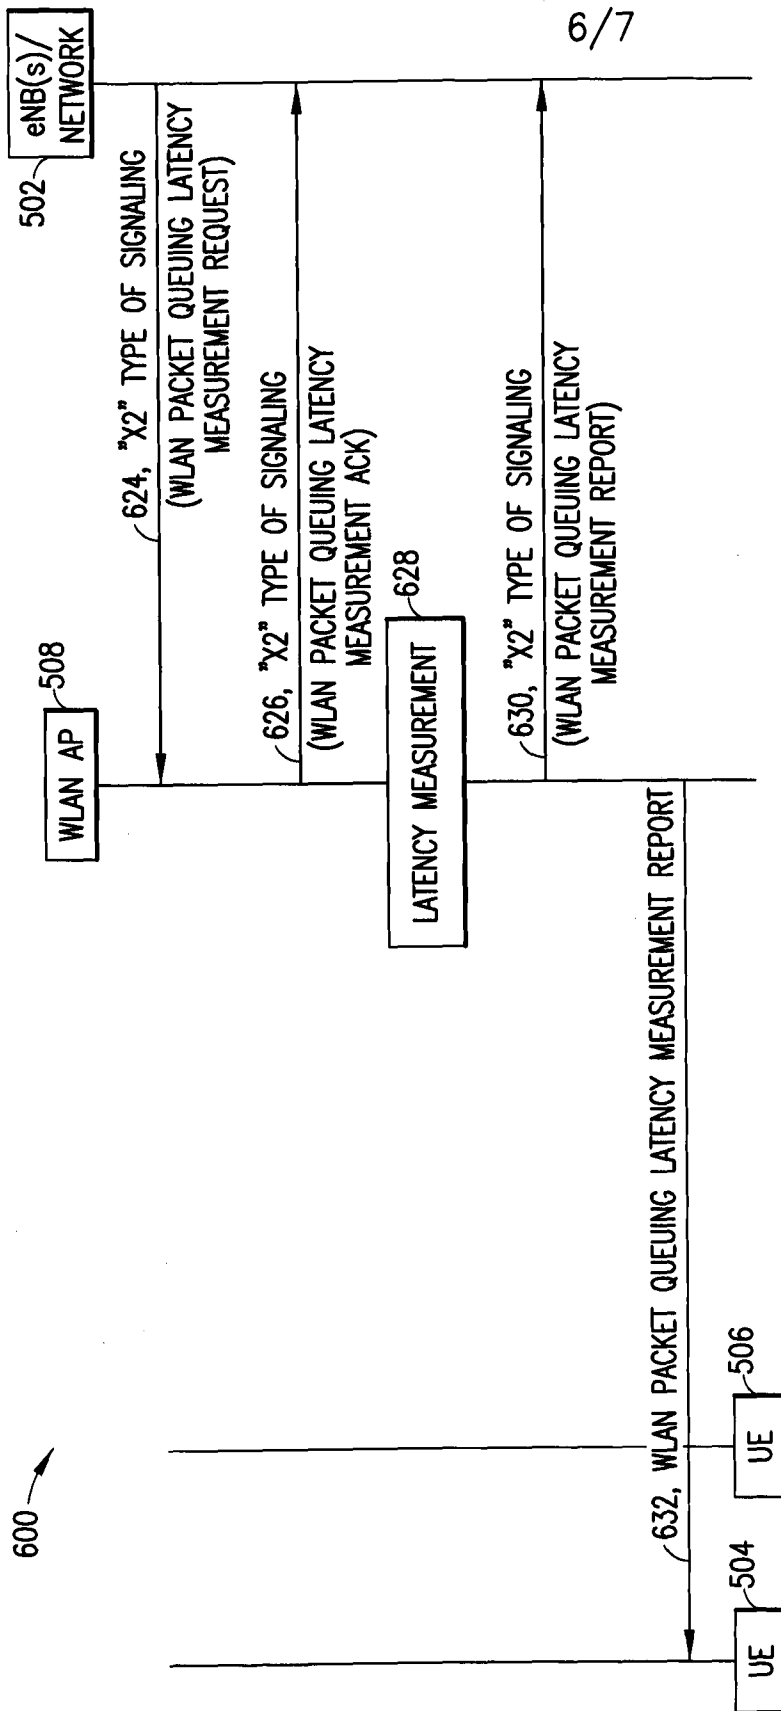 6/7
600
eNB(s)/
NETWORK
502
WLAN AP
508
624, "X2" TYPE OF SIGNALING
(WLAN PACKET QUEUING LATENCY
MEASUREMENT REQUEST)
626, "X2" TYPE OF SIGNALING
(WLAN PACKET QUEUING LATENCY
MEASUREMENT ACK)
LATENCY MEASUREMENT
628
630, "X2" TYPE OF SIGNALING
(WLAN PACKET QUEUING LATENCY
MEASUREMENT REPORT)
632, WLAN PACKET QUEUING LATENCY MEASUREMENT REPORT
UE
504
UE
506